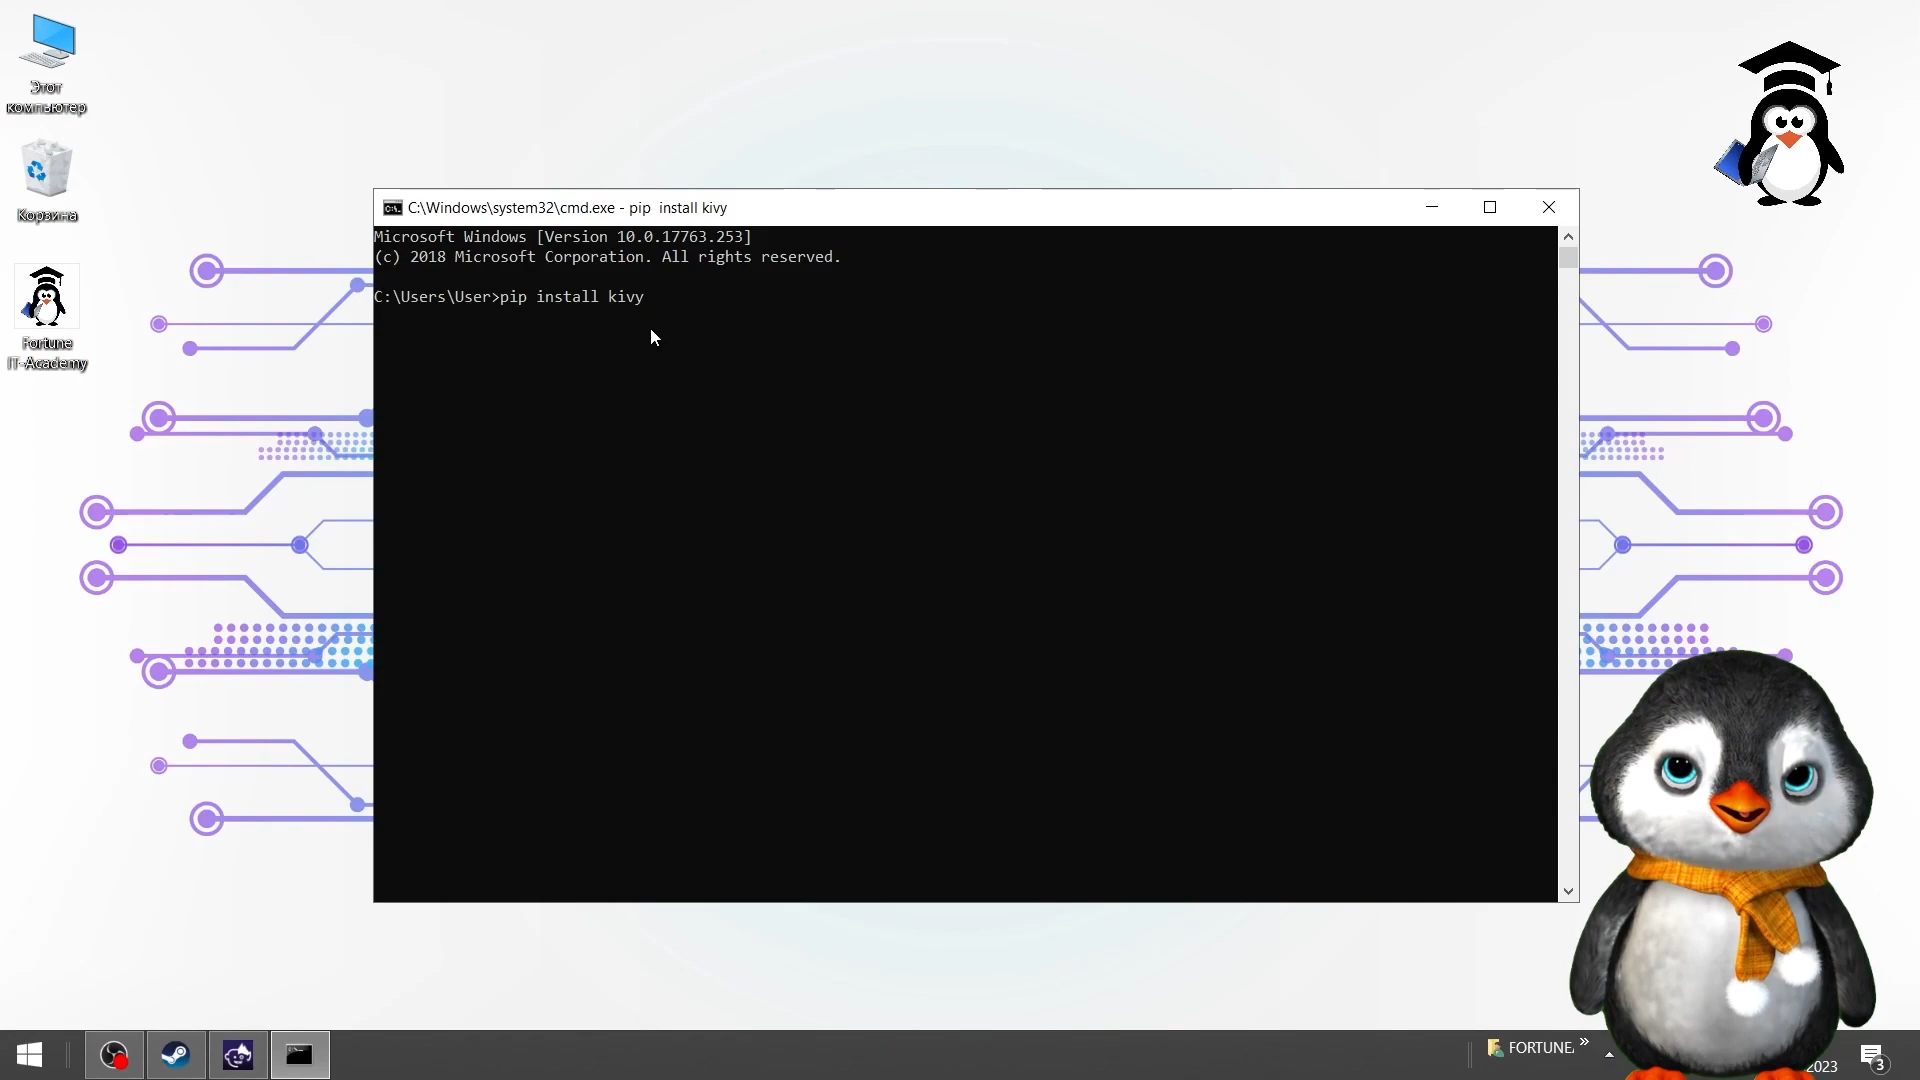 Этот
компьютер
Корзина
Fortune
IT-Academy
C:\Windows\system32\cmd.exe - pip  install kivy
Microsoft Windows [Version 10.0.17763.253]
(c) 2018 Microsoft Corporation. All rights reserved.
C:\Users\User>pip install kivy
FORTUNE
2023
3